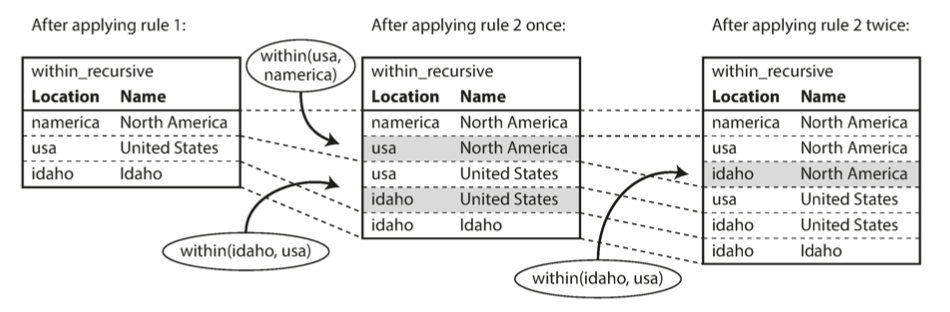 After applying rule 1:
within_recursive
Location Name
namerica North America
usa United States
idaho Idaho
within(usa,
namerica)
within(idaho, usa)
After applying rule 2 once:
within_recursive
Location Name
namerica North America
usa North America
usa United States
idaho United States
idaho Idaho
within(idaho, usa)
After applying rule 2 twice:
within_recursive
Location Name
namerica North America
usa North America
idaho North America
usa United States
idaho United States
idaho Idaho